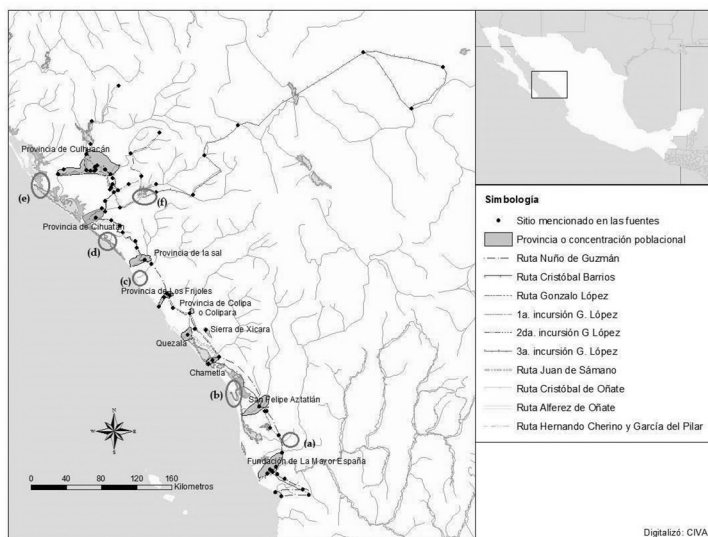 Provincia de Culhuacán
(e)
(f)
Provincia de Cihuatán
(d)
Provincia de la sal
(c)
Provincia de Los Frijoles
Provincia de Colipa
o Colipara
Sierra de Xicara
Quezala
Chametla
(b)
San Felipe Aztatlán
(a)
Fundación de La Mayor España
N
S
0 40 80 120 160
Kilometros
Simbología
Sitio mencionado en las fuentes
Provincia o concentración poblacional
Ruta Nuño de Guzmán
Ruta Cristóbal Barrios
Ruta Gonzalo López
1a. incursión G. López
2da. incursión G López
3a. incursión G. López
Ruta Juan de Sámano
Ruta Cristóbal de Oñate
Ruta Alferez de Oñate
Ruta Hernando Cherino y García del Pilar
Digitalizó: CIVA